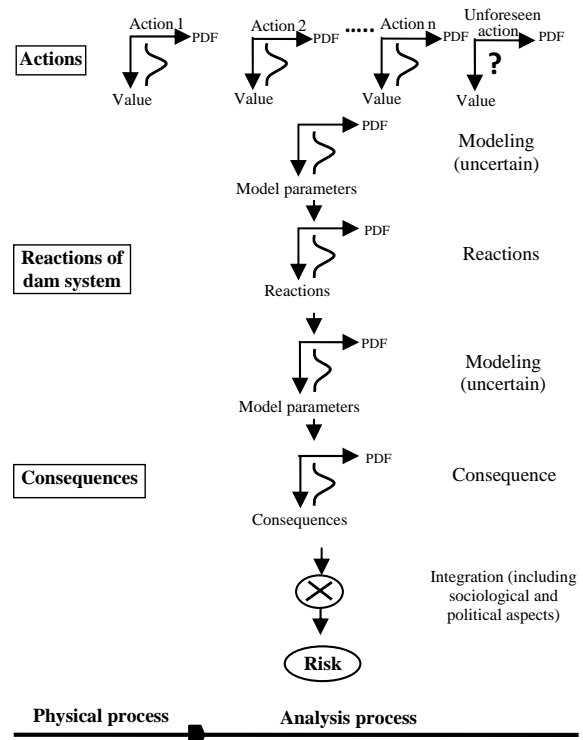 Action 1
PDF
Value
Action 2
PDF
Value
.....
Action n
PDF
Value
Unforeseen
action
PDF
?
Value
Actions
PDF
Model parameters
Modeling
(uncertain)
Reactions of
dam system
PDF
Reactions
Reactions
PDF
Model parameters
Modeling
(uncertain)
Consequences
PDF
Consequences
Consequence
Integration (including
sociological and
political aspects)
Risk
Physical process
Analysis process